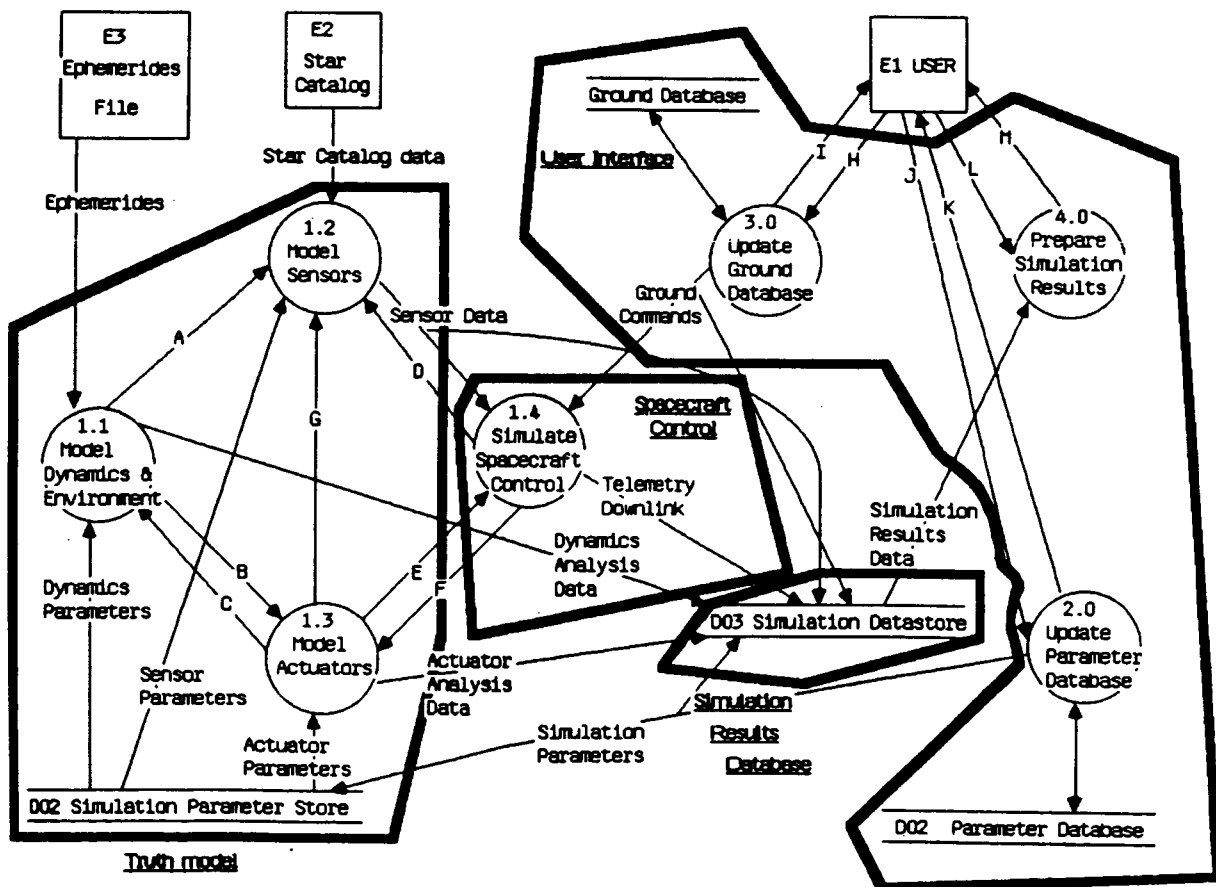 E3
Ephemerides
File
E2
Star
Catalog
E1 USER
Ground Database
User Interface
Star Catalog data
Ephemerides
I
H
J
K
L
M
1.2
Model
Sensors
3.0
Update
Ground
Database
4.0
Prepare
Simulation
Results
A
Sensor Data
Ground
Commands
D
G
1.1
Model
Dynamics &
Environment
1.4
Simulate
Spacecraft
Control
Spacecraft
Control
Telemetry
Downlink
Simulation
Results
Data
Dynamics
Analysis
Data
B
C
E
F
Dynamics
Parameters
1.3
Model
Actuators
D03 Simulation Datastore
2.0
Update
Parameter
Database
Sensor
Parameters
Actuator
Analysis
Data
Simulation
Results
Database
Simulation
Parameters
Actuator
Parameters
D02 Simulation Parameter Store
D02 Parameter Database
Truth model